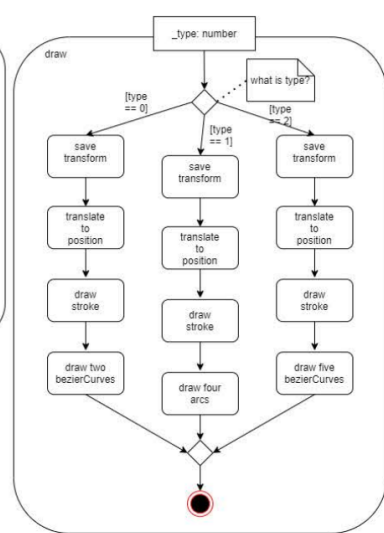 _type: number
draw
what is type?
[type
== 0]
[type
== 1]
[type
== 2]
save
transform
save
transform
save
transform
translate
to
position
translate
to
position
translate
to
position
draw
stroke
draw
stroke
draw
stroke
draw two
bezierCurves
draw four
arcs
draw five
bezierCurves